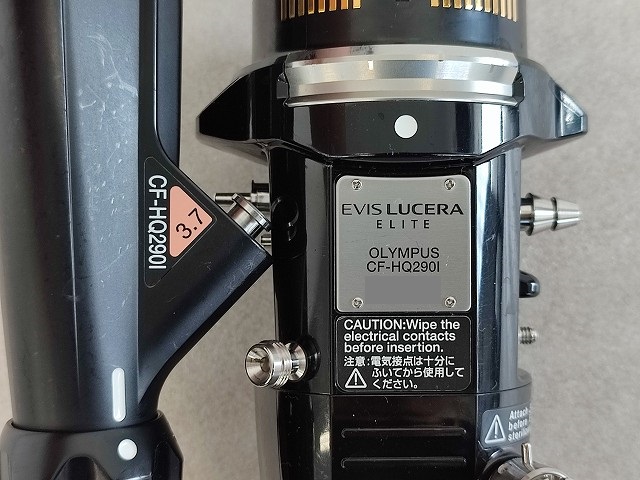 CF-HQ290I
3.7
EVIS LUCERA
ELITE
OLYMPUS
CF-HQ290I
CAUTION:Wipe the
electrical contacts
before insertion.
注意:電気接点は十分に
ふいてから使用して
ください。
Attach
before